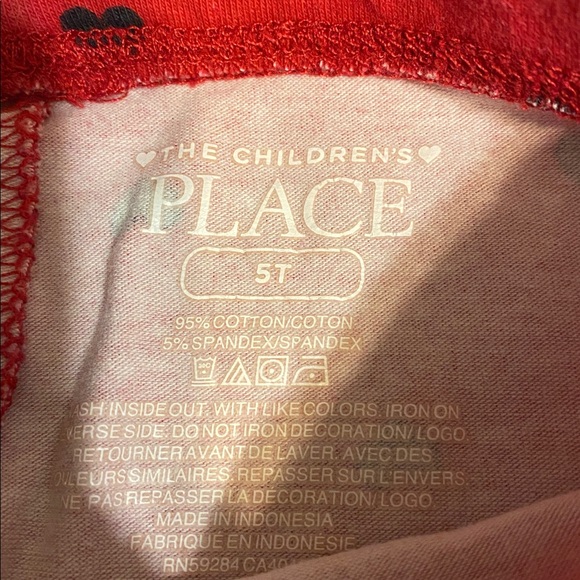 THE CHILDREN'S
PLACE
5T
95% COTTON/COTON
5% SPANDEX/SPANDEX
INSIDE OUT. WITH LIKE COLORS. IRON ON
SIDE: DO NOT IRON DECORATION/ LOGO
RETOURNER AVANT DE LAVER. AVEC DES
SIMILAIRES. REPASSER SUR L'ENVERS.
NE PAS REPASSER LA DECORATION/ LOGO
MADE IN INDONESIA
FABRIQUÉ EN INDONÉSIE
RN59284